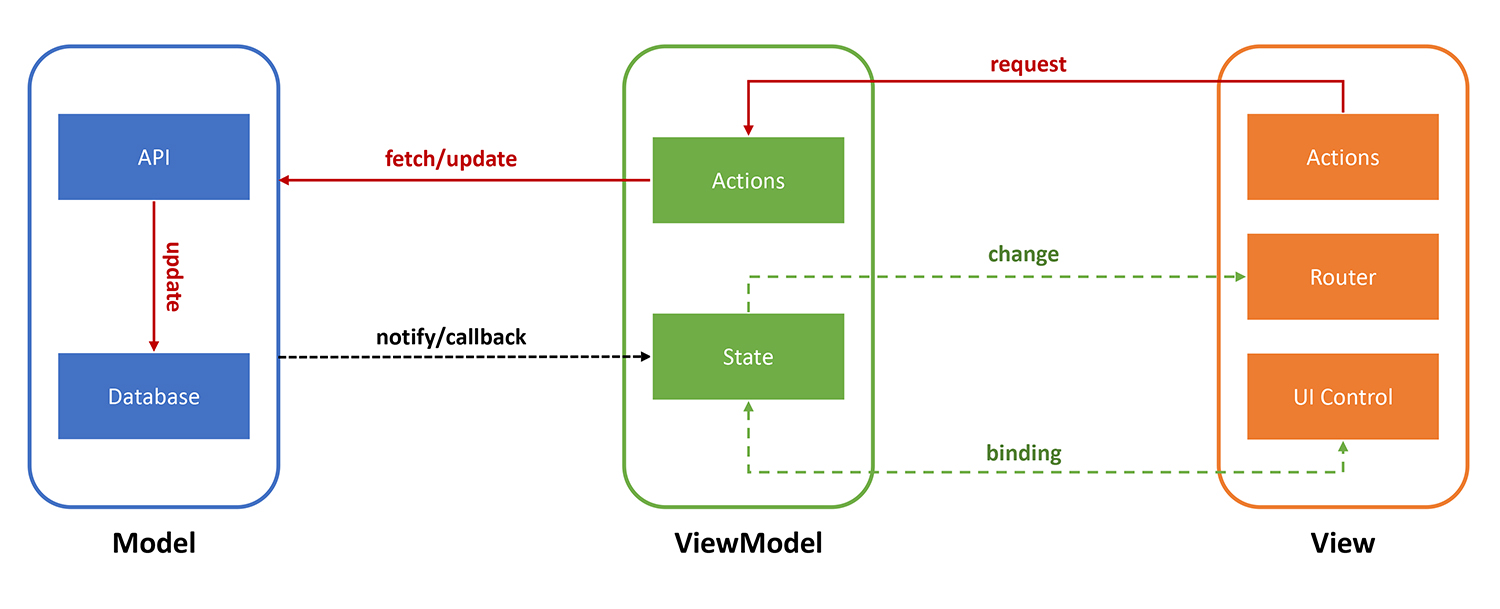 request
API
fetch/update
Actions
Actions
update
change
Router
notify/callback
State
Database
UI Control
binding
Model
ViewModel
View